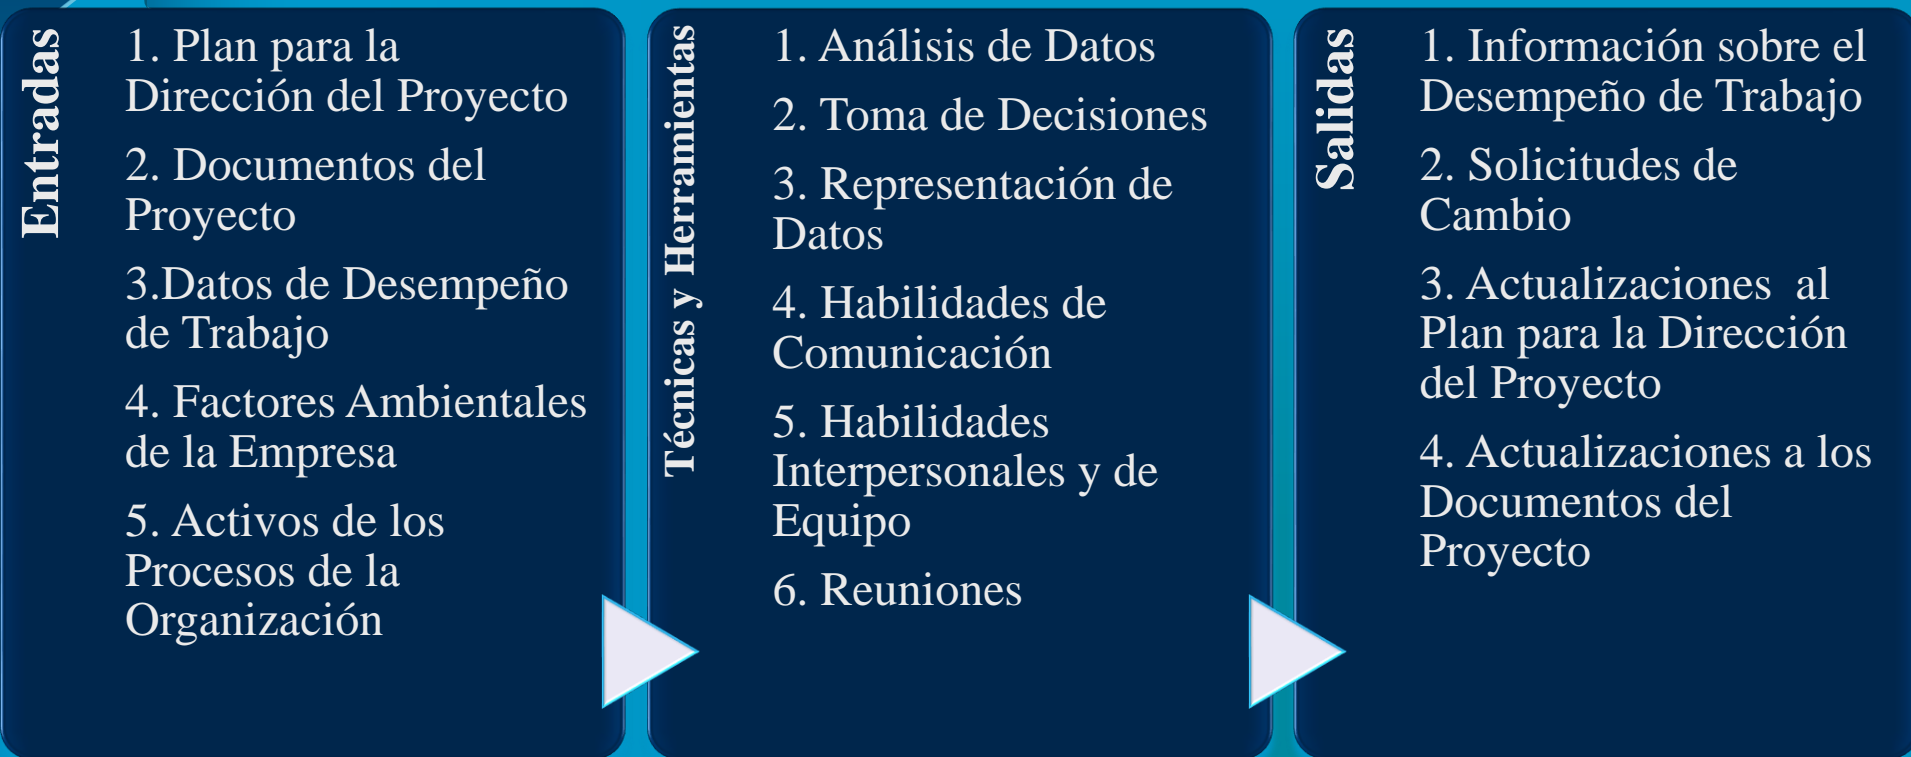 Entradas
1. Plan para la
Dirección del Proyecto
2. Documentos del
Proyecto
3.Datos de Desempeño
de Trabajo
4. Factores Ambientales
de la Empresa
5. Activos de los
Procesos de la
Organización
Técnicas y Herramientas
1. Análisis de Datos
2. Toma de Decisiones
3. Representación de
Datos
4. Habilidades de
Comunicación
5. Habilidades
Interpersonales y de
Equipo
6. Reuniones
Salidas
1. Información sobre el
Desempeño de Trabajo
2. Solicitudes de
Cambio
3. Actualizaciones  al
Plan para la Dirección
del Proyecto
4. Actualizaciones a los
Documentos del
Proyecto